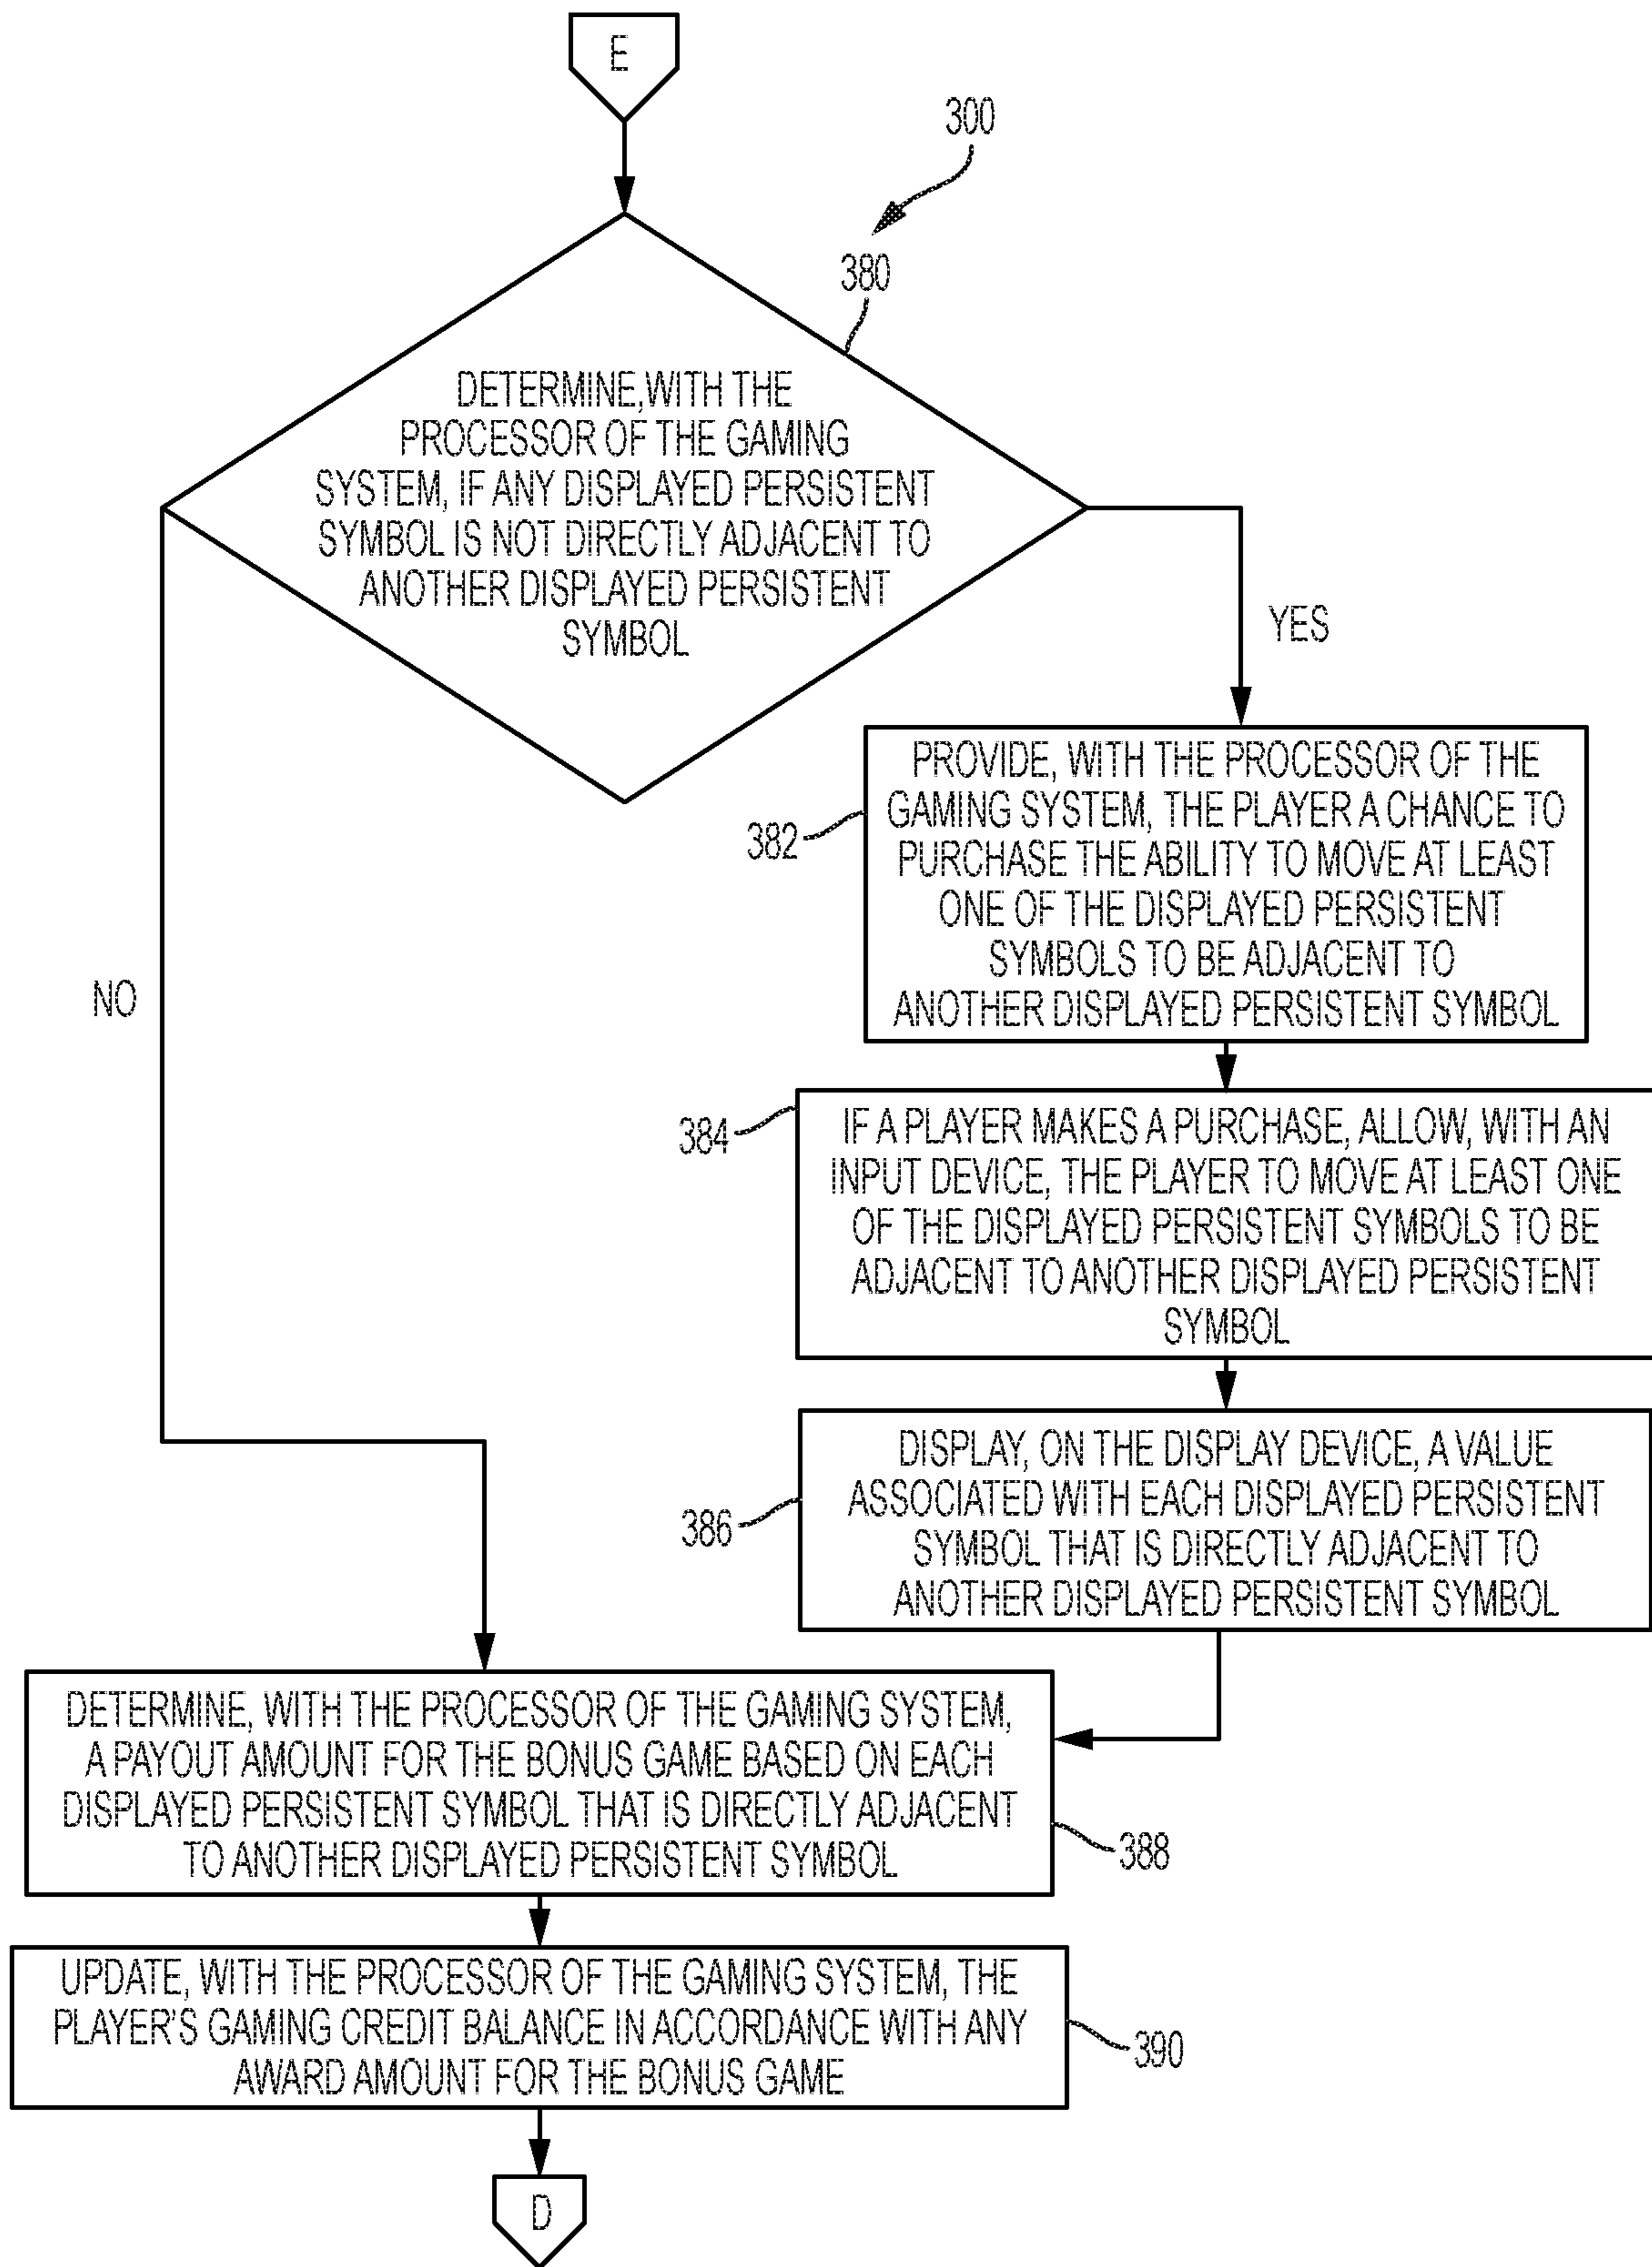 E
300
380
DETERMINE,WITH THE
PROCESSOR OF THE GAMING
SYSTEM, IF ANY DISPLAYED PERSISTENT
SYMBOL IS NOT DIRECTLY ADJACENT TO
ANOTHER DISPLAYED PERSISTENT
SYMBOL
YES
NO
382
PROVIDE, WITH THE PROCESSOR OF THE
GAMING SYSTEM, THE PLAYER A CHANCE TO
PURCHASE THE ABILITY TO MOVE AT LEAST
ONE OF THE DISPLAYED PERSISTENT
SYMBOLS TO BE ADJACENT TO
ANOTHER DISPLAYED PERSISTENT SYMBOL
384
IF A PLAYER MAKES A PURCHASE, ALLOW, WITH AN
INPUT DEVICE, THE PLAYER TO MOVE AT LEAST ONE
OF THE DISPLAYED PERSISTENT SYMBOLS TO BE
ADJACENT TO ANOTHER DISPLAYED PERSISTENT
SYMBOL
386
DISPLAY, ON THE DISPLAY DEVICE, A VALUE
ASSOCIATED WITH EACH DISPLAYED PERSISTENT
SYMBOL THAT IS DIRECTLY ADJACENT TO
ANOTHER DISPLAYED PERSISTENT SYMBOL
DETERMINE, WITH THE PROCESSOR OF THE GAMING SYSTEM,
A PAYOUT AMOUNT FOR THE BONUS GAME BASED ON EACH
DISPLAYED PERSISTENT SYMBOL THAT IS DIRECTLY ADJACENT
TO ANOTHER DISPLAYED PERSISTENT SYMBOL
388
UPDATE, WITH THE PROCESSOR OF THE GAMING SYSTEM, THE
PLAYER'S GAMING CREDIT BALANCE IN ACCORDANCE WITH ANY
AWARD AMOUNT FOR THE BONUS GAME
390
D